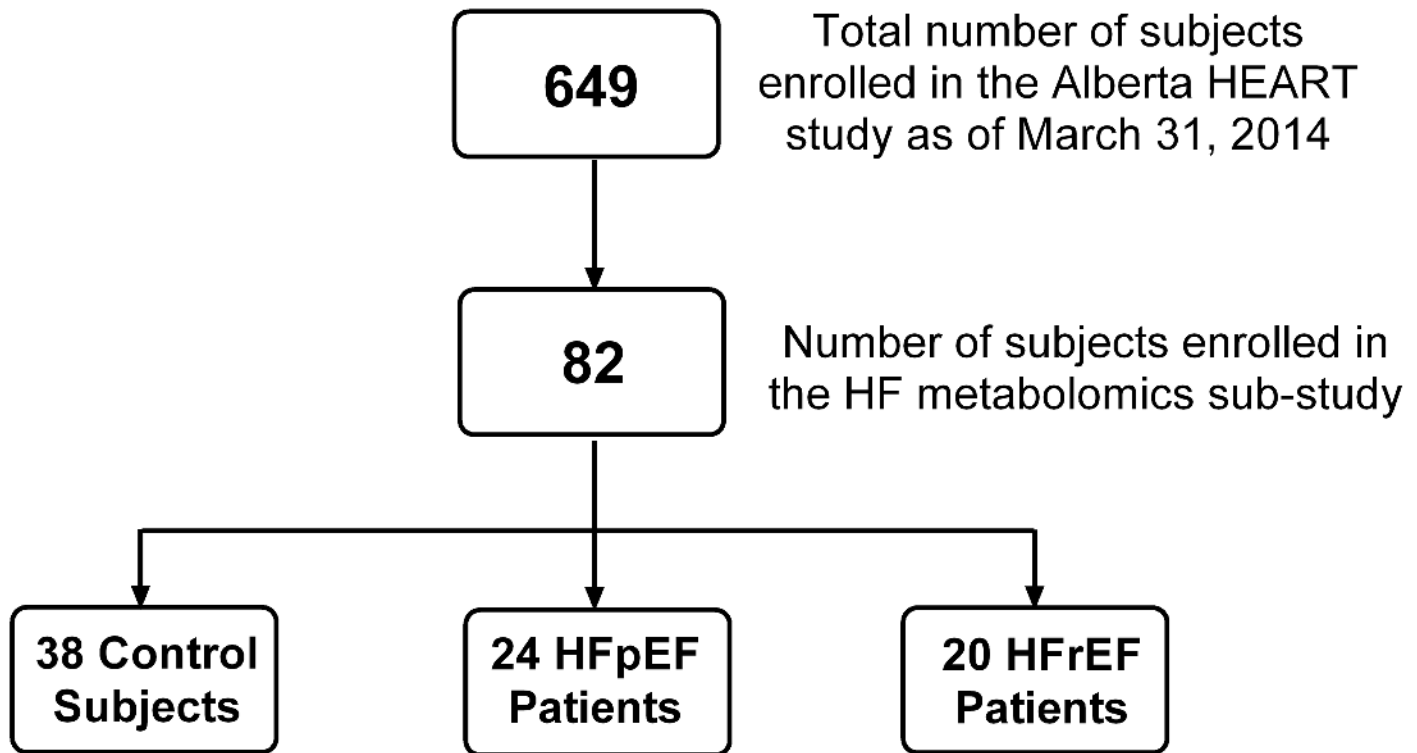 649
Total number of subjects
enrolled in the Alberta HEART
study as of March 31, 2014
82
Number of subjects enrolled in
the HF metabolomics sub-study
38 Control
Subjects
24 HFpEF
Patients
20 HFrEF
Patients